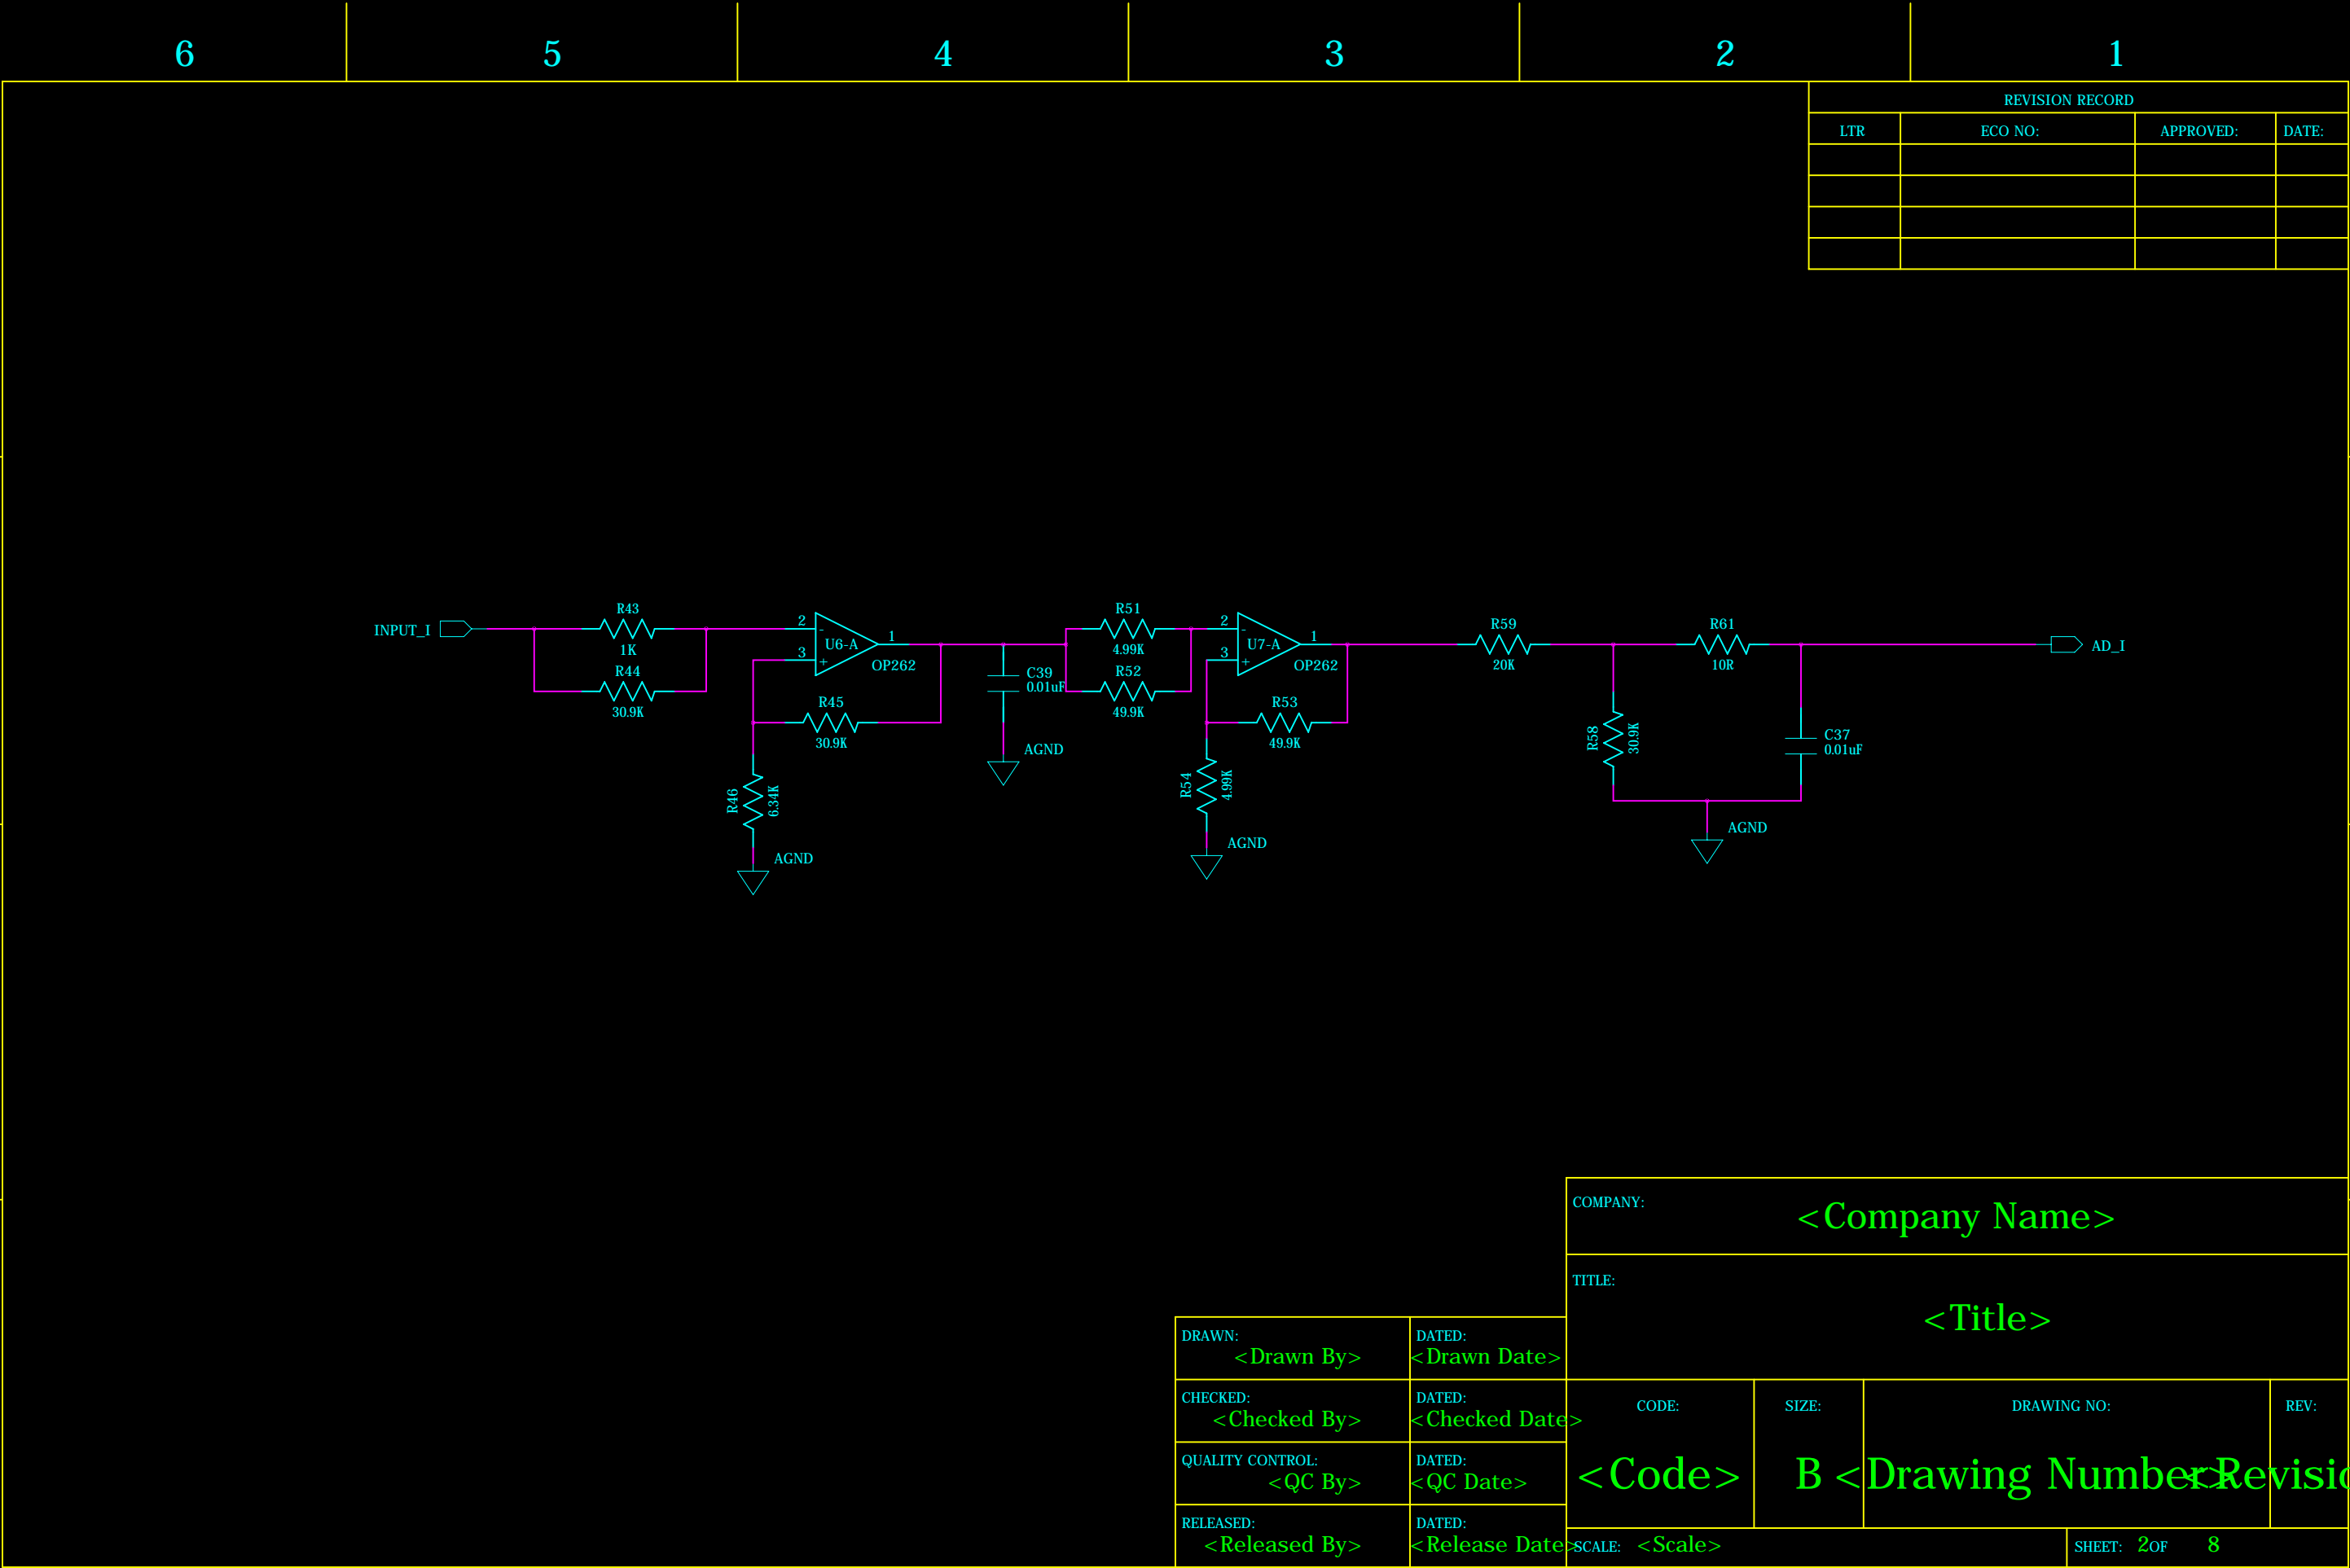 6 5 4 3 2 1
REVISION RECORD
LTR ECO NO: APPROVED: DATE:
R43
1K
R44
30.9K
INPUT_I
2
-
3
+
U6-A
1
OP262
R45
30.9K
R46
6.34K
AGND
C39
0.01uF
AGND
R51
4.99K
R52
49.9K
2
-
3
+
U7-A
1
OP262
R53
49.9K
R54
4.99K
AGND
R59
20K
R58
30.9K
R61
10R
C37
0.01uF
AGND
AD_I
COMPANY:
<Company Name>
TITLE:
<Title>
DRAWN:
<Drawn By>
DATED:
<Drawn Date>
CHECKED:
<Checked By>
DATED:
<Checked Date>
QUALITY CONTROL:
<QC By>
DATED:
<QC Date>
RELEASED:
<Released By>
DATED:
<Release Date>
CODE: SIZE: DRAWING NO: REV:
<Code> B <Drawing Number> <Revisio
SCALE: <Scale>
SHEET: 2 OF 8